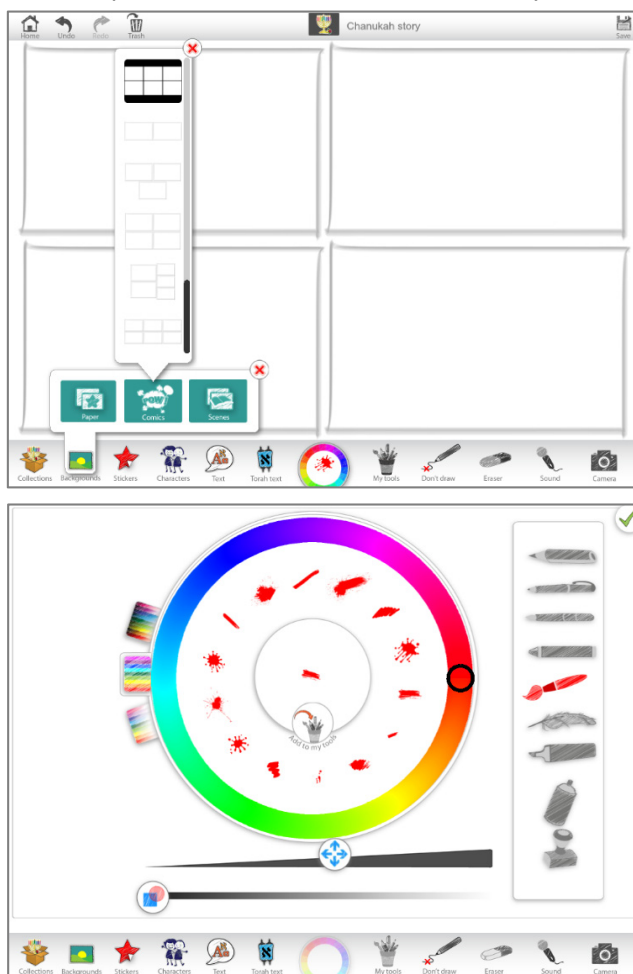 Home Undo Redo Trash Chanukah story Save
Paper Comics Scenes
Collections Backgrounds Stickers Characters Text Torah text My tools Don't draw Eraser Sound Camera
Add to my tools
Collections Backgrounds Stickers Characters Text Torah text My tools Don't draw Eraser Sound Camera